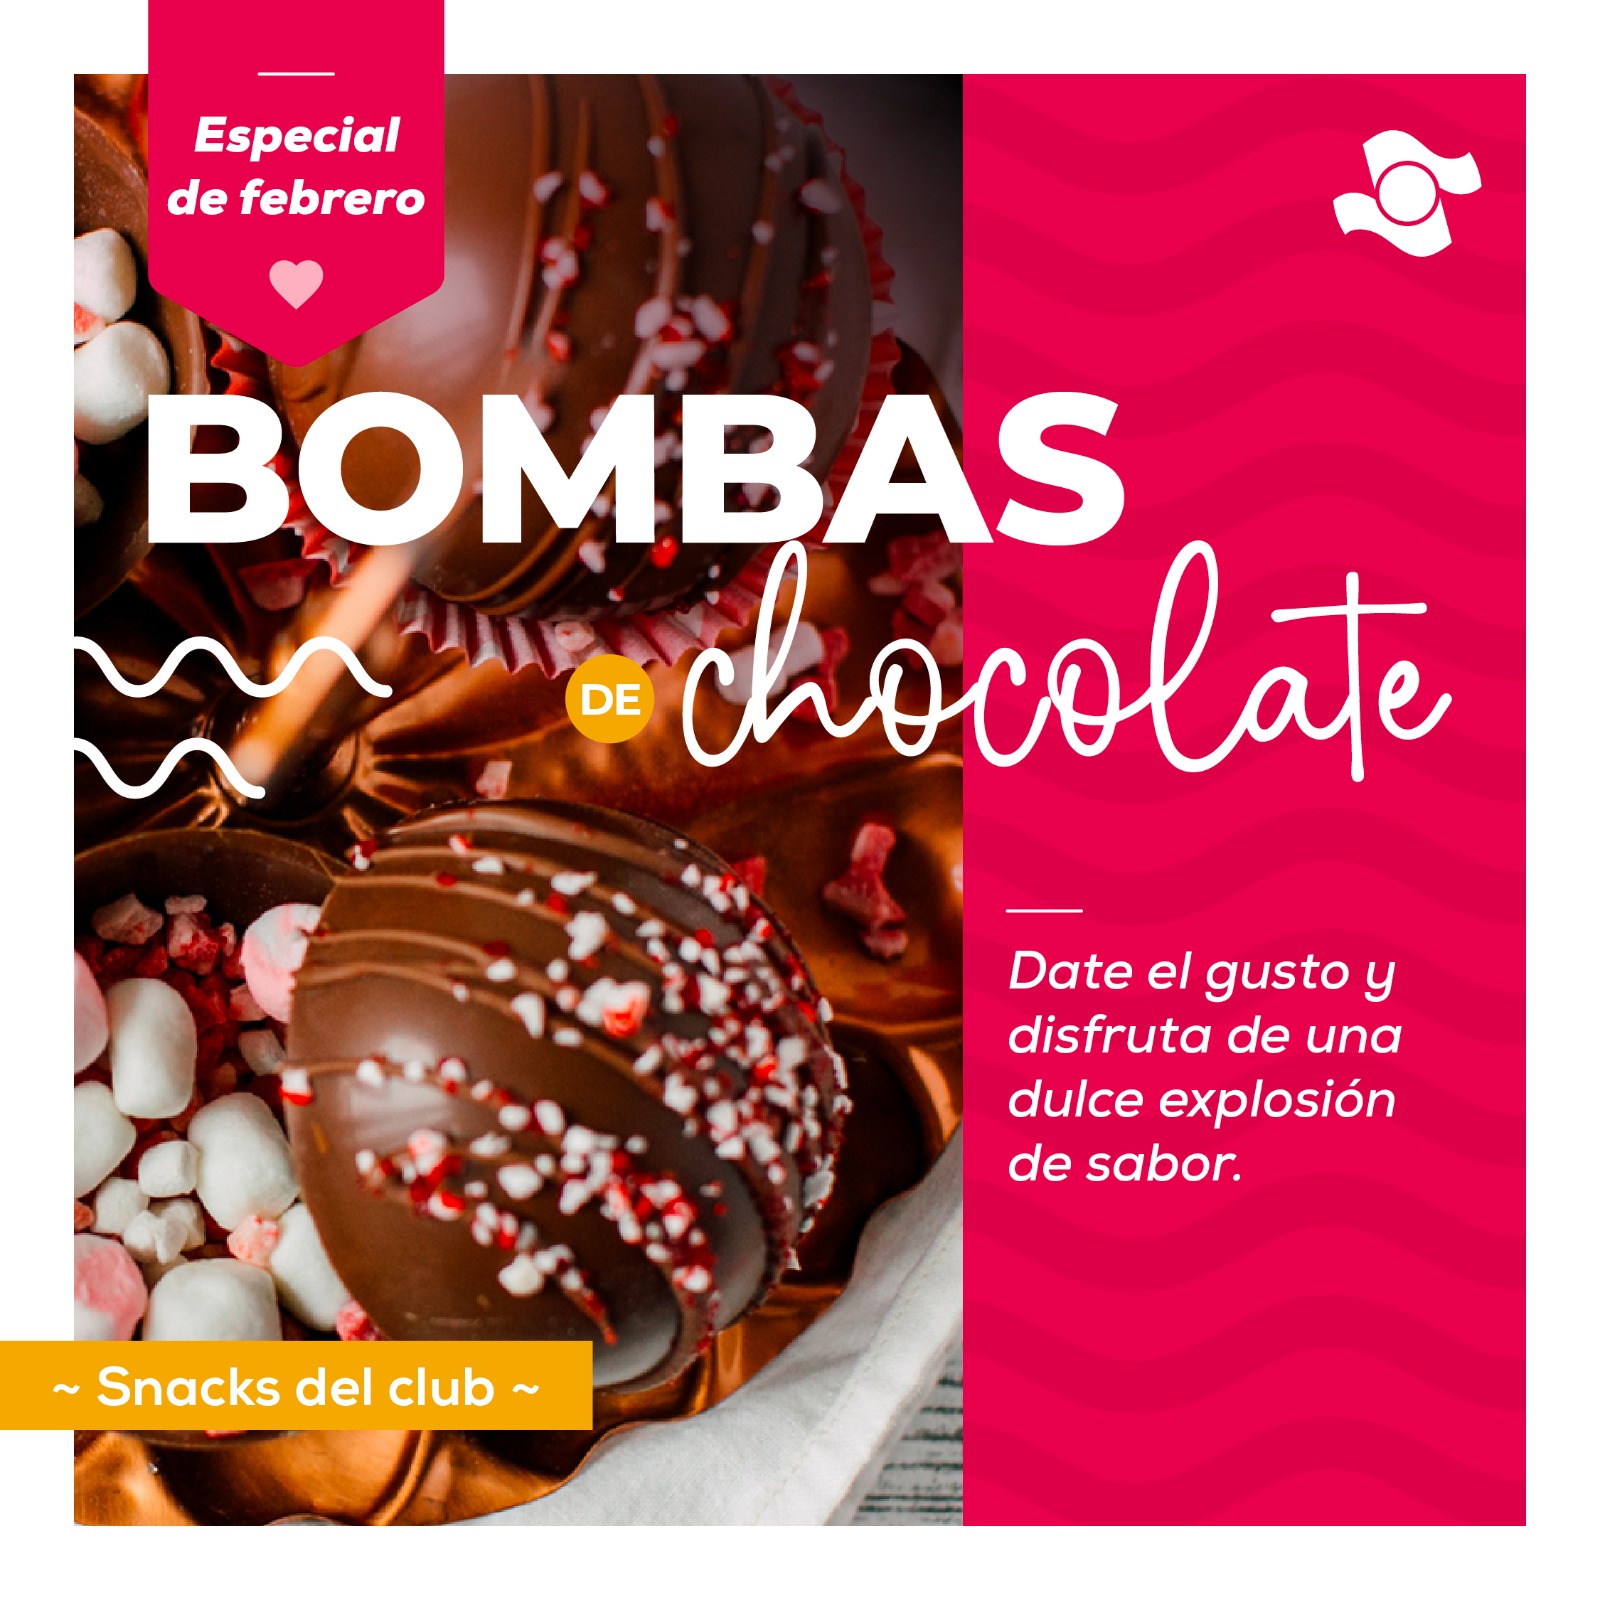 Especial
de febrero
BOMBAS
DE chocolate
Date el gusto y
disfruta de una
dulce explosión
de sabor.
~ Snacks del club ~